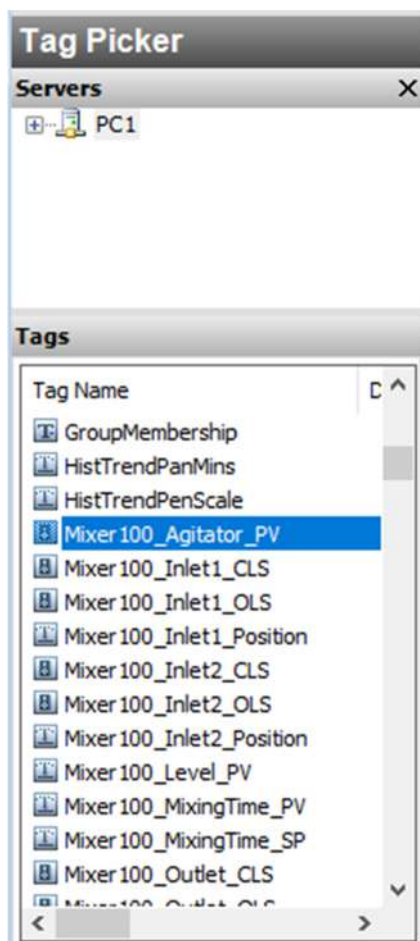 Tag Picker
Servers
PC1
Tags
Tag Name D
GroupMembership
HistTrendPanMins
HistTrendPenScale
Mixer100_Agitator_PV
Mixer100_Inlet1_CLS
Mixer100_Inlet1_OLS
Mixer100_Inlet1_Position
Mixer100_Inlet2_CLS
Mixer100_Inlet2_OLS
Mixer100_Inlet2_Position
Mixer100_Level_PV
Mixer100_MixingTime_PV
Mixer100_MixingTime_SP
Mixer100_Outlet_CLS
Mixer100_Outlet_OLS